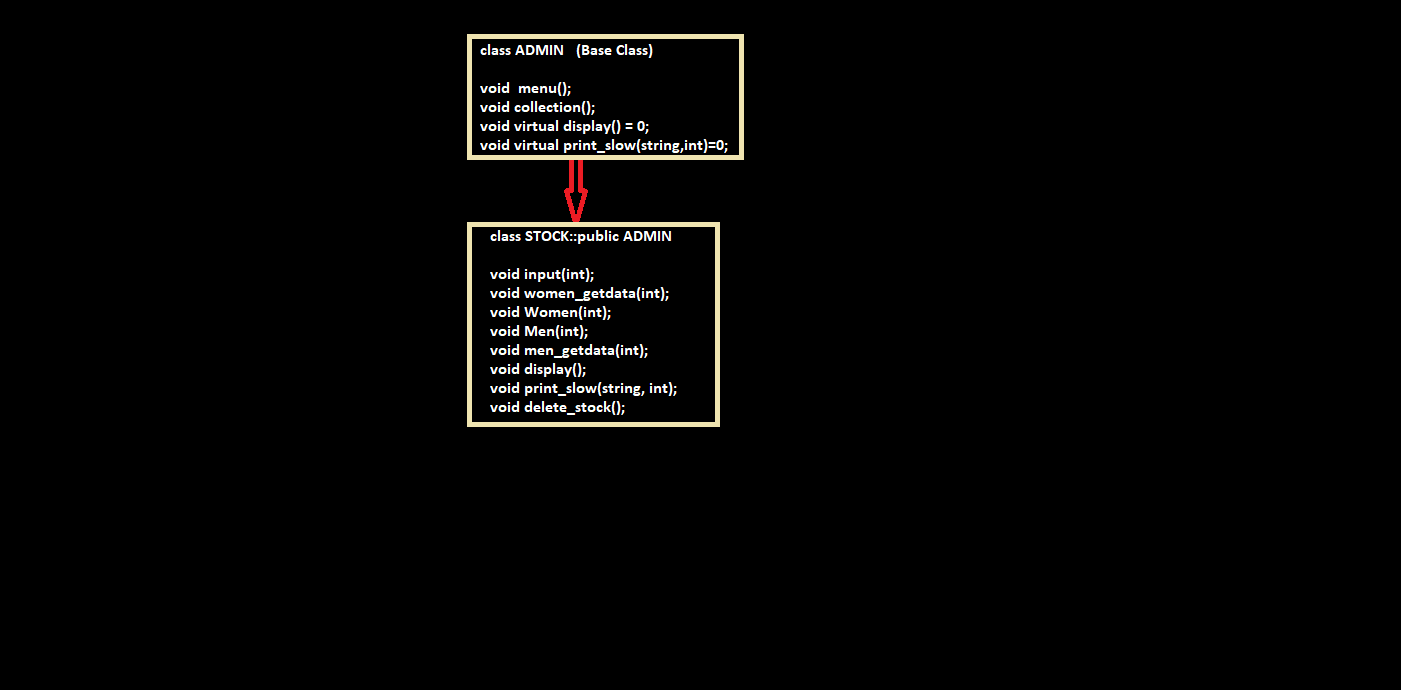 class ADMIN   (Base Class)
void  menu();
void collection();
void virtual display() = 0;
void virtual print_slow(string,int)=0;
class STOCK::public ADMIN
void input(int);
void women_getdata(int);
void Women(int);
void Men(int);
void men_getdata(int);
void display();
void print_slow(string, int);
void delete_stock();